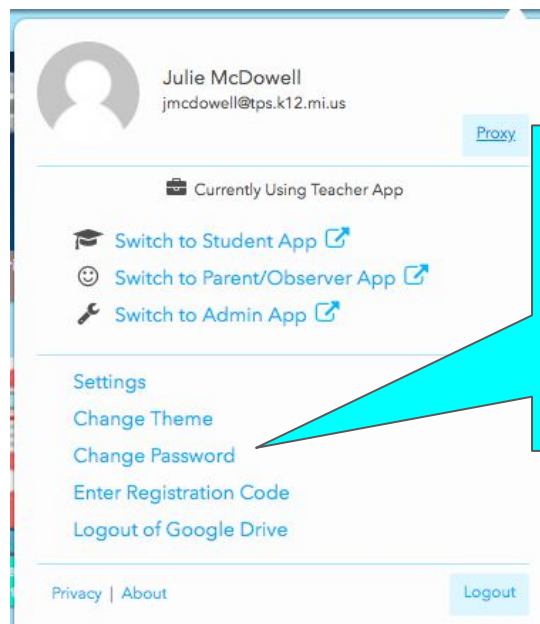 Julie McDowell
jmcdowell@tps.k12.mi.us
Proxy
Currently Using Teacher App
Switch to Student App
Switch to Parent/Observer App
Switch to Admin App
Settings
Change Theme
Change Password
Enter Registration Code
Logout of Google Drive
Privacy | About
Logout